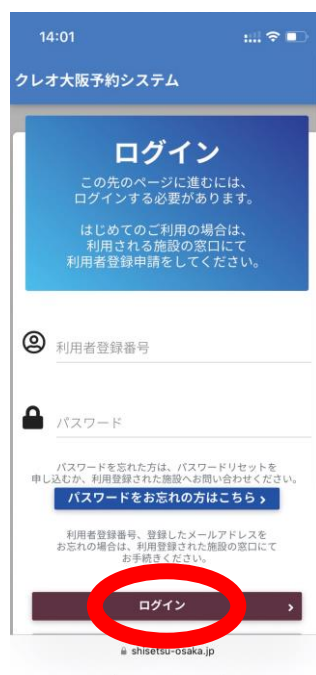 14:01
クレオ大阪予約システム
ログイン
この先のページに進むには、
ログインする必要があります。
はじめてのご利用の場合は、
利用される施設の窓口にて
利用者登録申請をしてください。
利用者登録番号
パスワード
パスワードを忘れた方は、パスワードリセットを
申し込むか、利用登録された施設へお問い合わせください。
パスワードをお忘れの方はこちら ›
利用者登録番号、登録したメールアドレスを
お忘れの場合は、利用登録された施設の窓口にて
お手続きください。
ログイン ›
shisetsu-osaka.jp